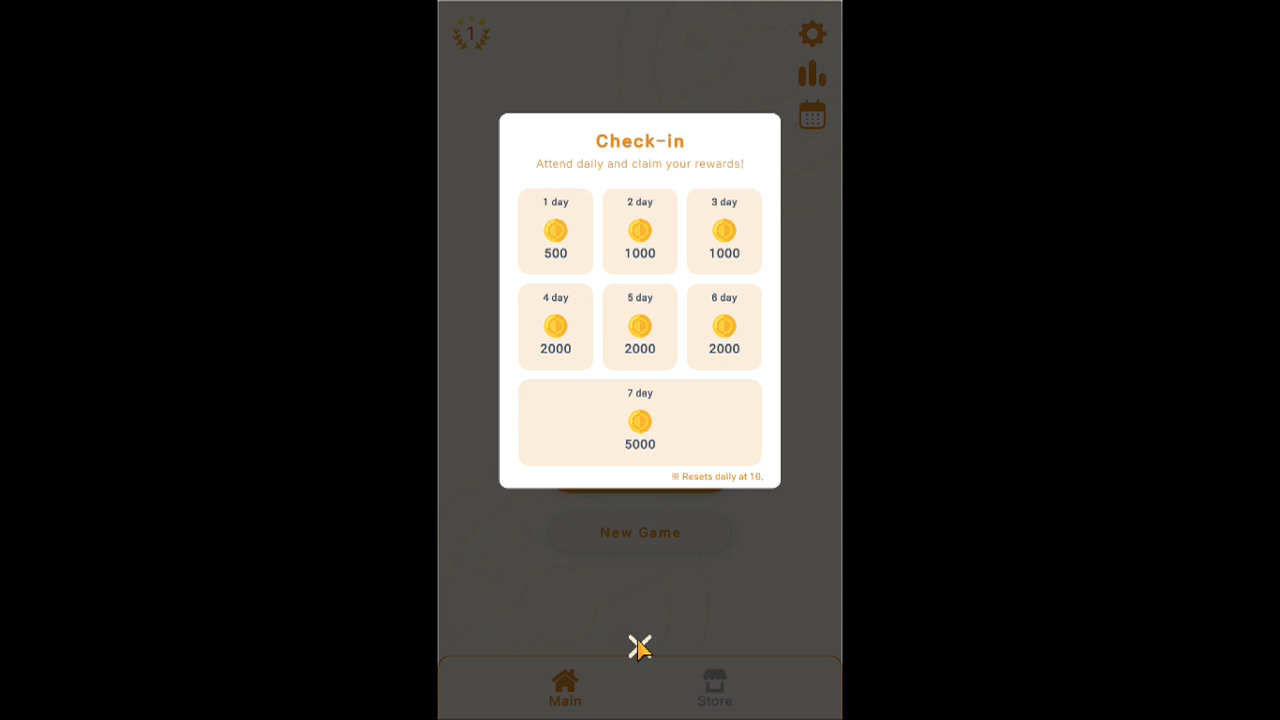 1
Check-in
Attend daily and claim your rewards!
1 day
500
2 day
1000
3 day
1000
4 day
2000
5 day
2000
6 day
2000
7 day
5000
※ Resets daily at 10.
New Game
Main
Store